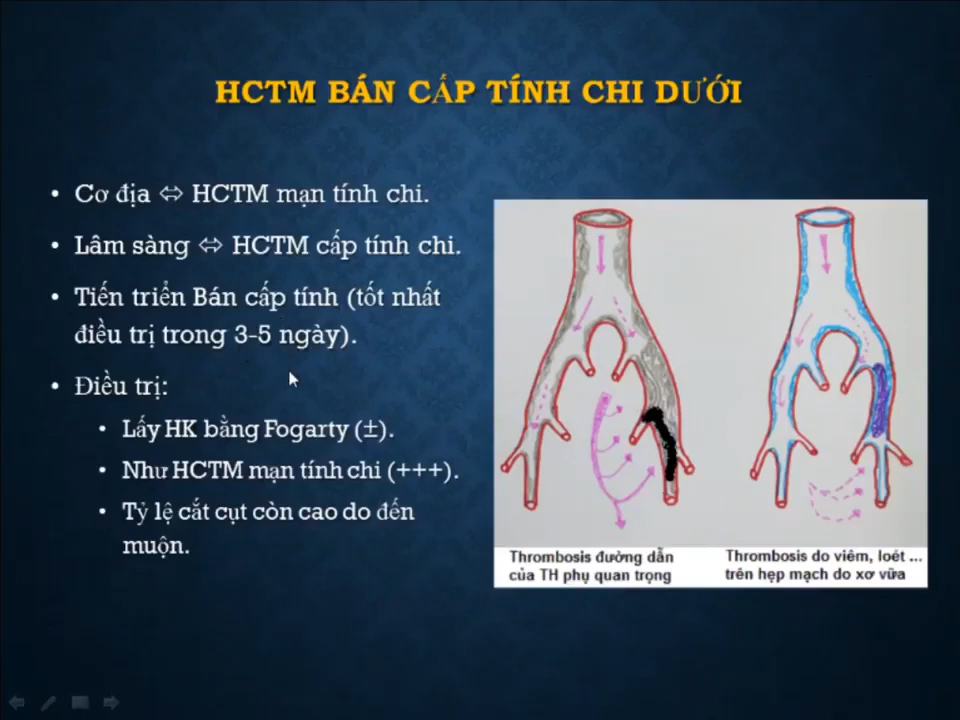 HCTM BÁN CẤP TÍNH CHI DƯỚI
• Cơ địa ⇔ HCTM mạn tính chi.
• Lâm sàng ⇔ HCTM cấp tính chi.
• Tiến triển Bán cấp tính (tốt nhất
điều trị trong 3-5 ngày).
• Điều trị:
• Lấy HK bằng Fogarty (±).
• Như HCTM mạn tính chi (+++).
• Tỷ lệ cắt cụt còn cao do đến
muộn.
Thrombosis đường dẫn
của TH phụ quan trọng
Thrombosis do viêm, loét ...
trên hẹp mạch do xơ vữa